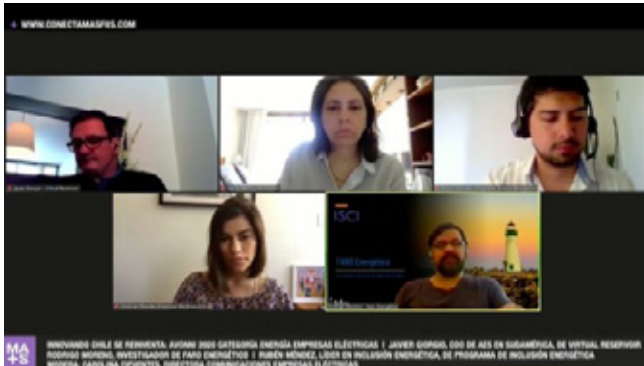 + WWW.CONECTAMASFIIS.COM
ISCI
FARO Energético
MA
+S
INNOVANDO CHILE SE REINVENTA: AVONNI 2020 CATEGORÍA ENERGÍA EMPRESAS ELÉCTRICAS | JAVIER GIORGIO, COO DE AES EN SUDAMÉRICA, DE VIRTUAL RESERVOIR
RODRIGO MORENO, INVESTIGADOR DE FARO ENERGÉTICO | RUBÉN MÉNDEZ, LÍDER EN INCLUSIÓN ENERGÉTICA, DE PROGRAMA DE INCLUSIÓN ENERGÉTICA
MODERA: CAROLINA CIFUENTES, DIRECTORA COMUNICACIONES EMPRESAS ELÉCTRICAS